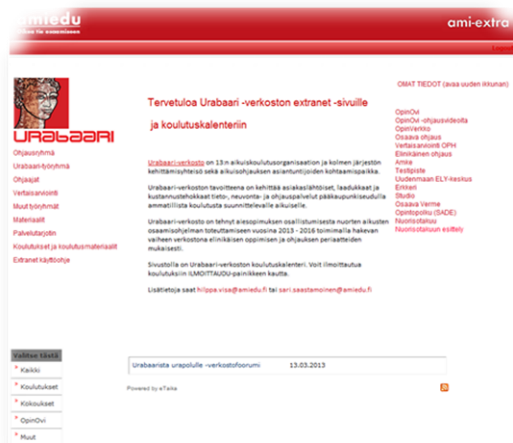 amiedu
ami-extra
Logout
OMAT TIEDOT (avaa uuden ikkunan)
URABAARI
Tervetuloa Urabaari -verkoston extranet -sivuille
ja koulutuskalenteriin
Ohjausryhmä
Urabaari-työryhmä
Ohjaajat
Vertaisarviointi
Muut työryhmät
Materiaalit
Palvelutarjotin
Koulutukset ja koulutusmateriaalit
Extranet käyttöohje
Urabaari-verkosto on 13:n aikuiskoulutusorganisaation ja kolmen järjestön
kehittämisyhteisö sekä aikuisohjauksen asiantuntijoiden kohtaamispaikka.
Urabaari-verkoston tavoitteena on kehittää asiakaslähtöiset, laadukkaat ja
kustannustehokkaat tieto-, neuvonta- ja ohjauspalvelut pääkaupunkiseudulla
ammatillista koulutusta suunnittelevalle aikuiselle.
Urabaari-verkosto on tehnyt aiesopimuksen osallistumisesta nuorten aikuisten
osaamisohjelman toteuttamiseen vuosina 2013 - 2016 toimimalla hakevan
vaiheen verkostona elinikäisen oppimisen ja ohjauksen periaatteiden
mukaisesti.
Sivustolla on Urabaari-verkoston koulutuskalenteri. Voit ilmoittautua
koulutuksiin ILMOITTAUDU-painikkeen kautta.
Lisätietoja saat hilppa.visa@amiedu.fi tai sari.saastamoinen@amiedu.fi
OpinOvi
OpinOvi -ohjausvideoita
OpinVerkko
Osaava ohjaus
Vertaisarviointi OPH
Elinikäinen ohjaus
Amke
Testipiste
Uudenmaan ELY-keskus
Erkkeri
Studio
Osaava Verme
Opintopolku (SADE)
Nuorisotakuu
Nuorisotakuun esittely
Valitse tästä
Kaikki
Koulutukset
Kokoukset
OpinOvi
Muut
Urabaarista urapolulle -verkostofoorumi 13.03.2013
Powered by eTaika